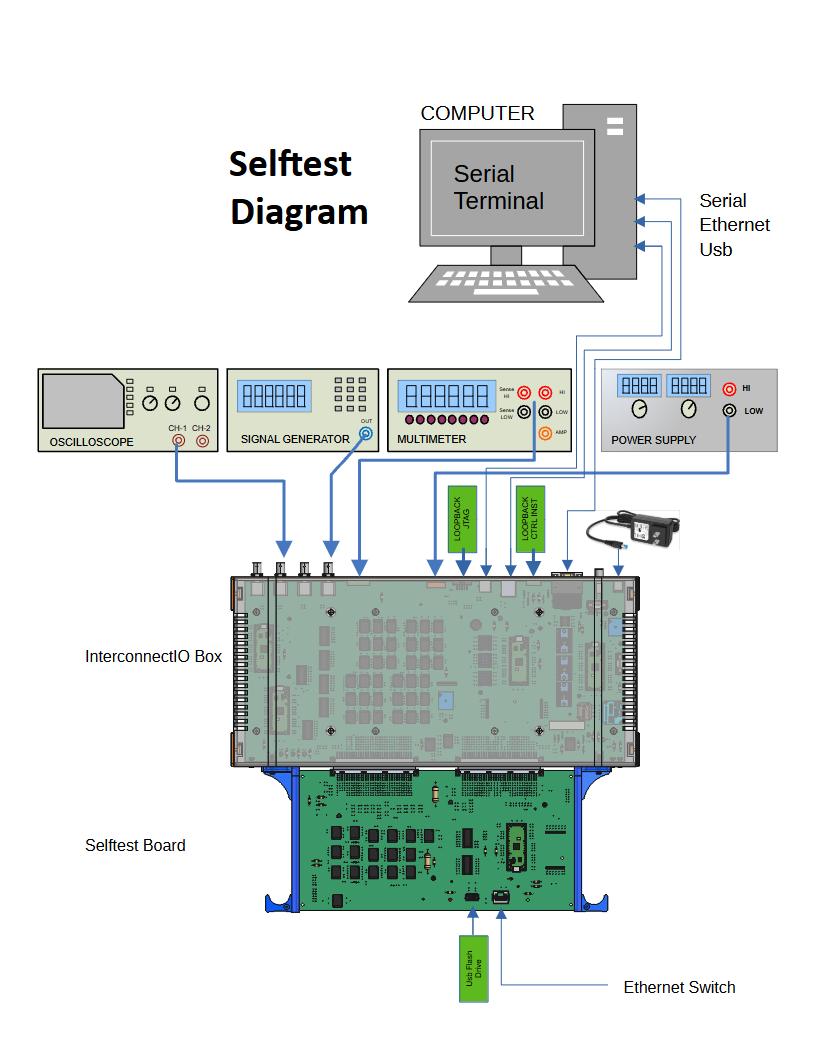 COMPUTER
Selftest
Diagram
Serial
Terminal
Serial
Ethernet
Usb
OSCILLOSCOPE
CH-1
CH-2
SIGNAL GENERATOR
OUT
MULTIMETER
Sense
HI
HI
Sense
LOW
LOW
AMP
POWER SUPPLY
HI
LOW
LOOPBACK
JTAG
LOOPBACK
CTRL INST
InterconnectIO Box
Selftest Board
Usb Flash
Drive
Ethernet Switch